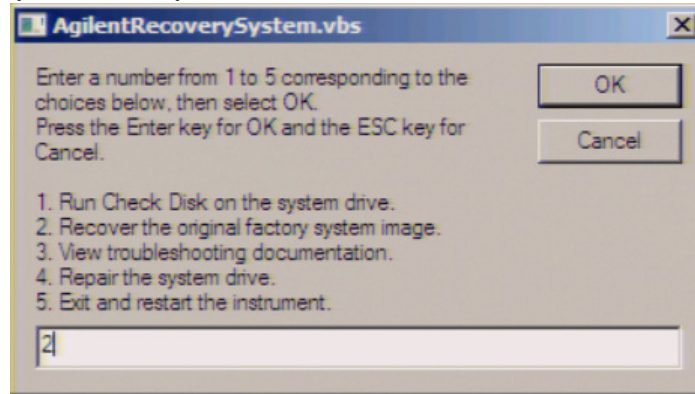 AgilentRecoverySystem.vbs
Enter a number from 1 to 5 corresponding to the
choices below, then select OK.
Press the Enter key for OK and the ESC key for
Cancel.
OK
Cancel
1. Run Check Disk on the system drive.
2. Recover the original factory system image.
3. View troubleshooting documentation.
4. Repair the system drive.
5. Exit and restart the instrument.
2